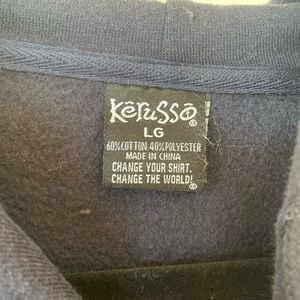 Kerusso®
LG
60%COTTON 40%POLYESTER
MADE IN CHINA
CHANGE YOUR SHIRT.
CHANGE THE WORLD!®